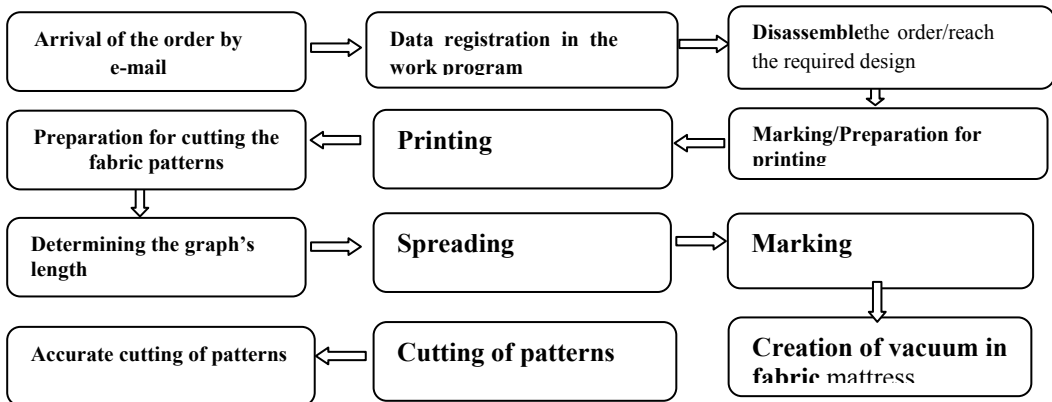 Arrival of the order by
e-mail
Data registration in the
work program
Disassemblethe order/reach
the required design
Marking/Preparation for
printing
Printing
Preparation for cutting the
fabric patterns
Determining the graph's
length
Spreading
Marking
Creation of vacuum in
fabric mattress
Cutting of patterns
Accurate cutting of patterns